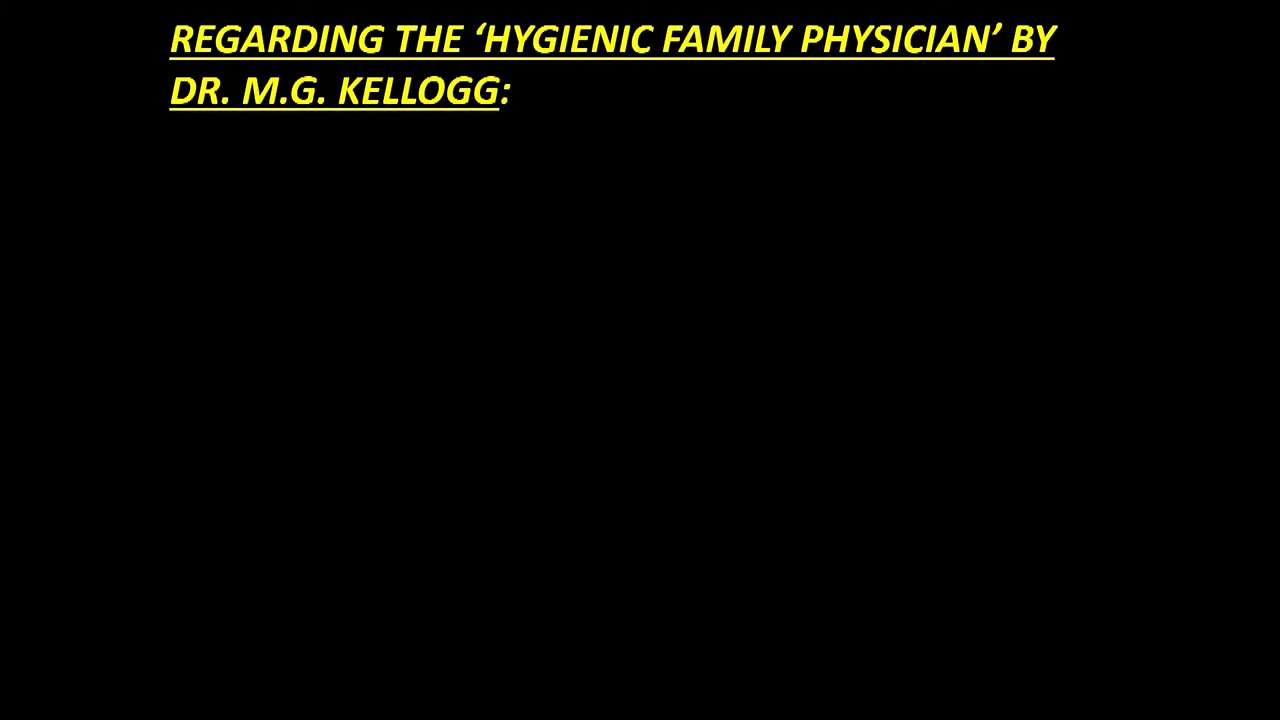 REGARDING THE ‘HYGIENIC FAMILY PHYSICIAN’ BY
DR. M.G. KELLOGG: